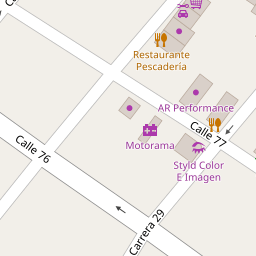 Restaurante
Pescadería
AR Performance
Calle 77
Motorama
Calle 76
Styld Color
E Imagen
Carrera 29